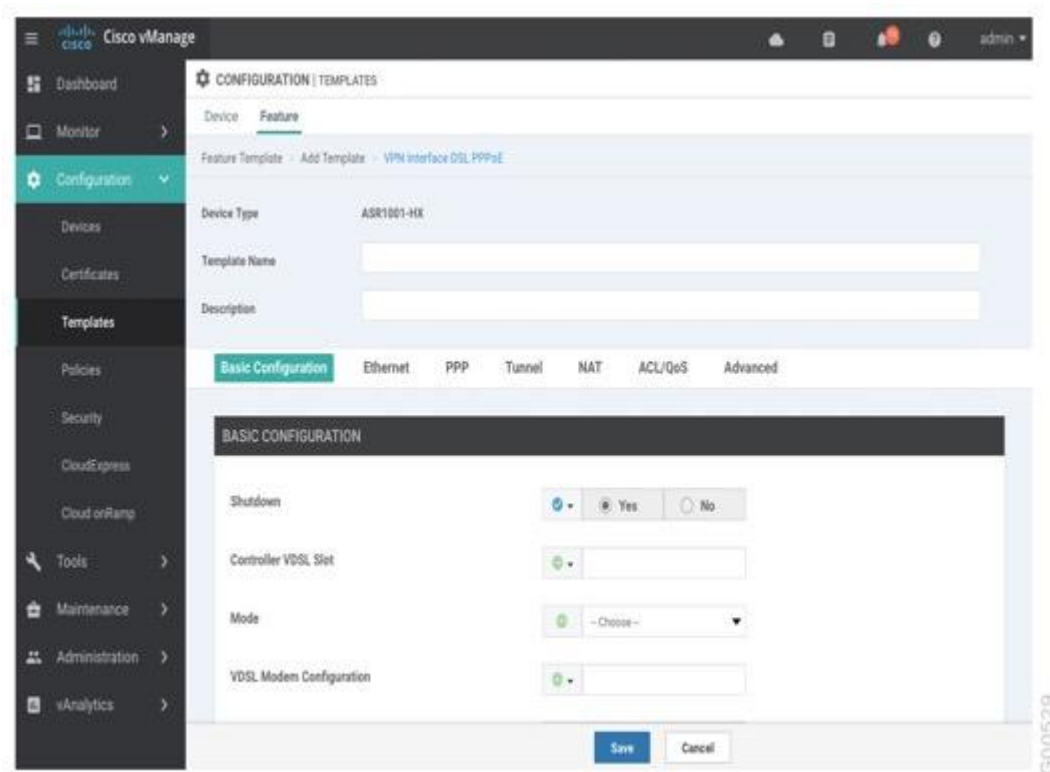 cisco Cisco vManage admin
Dashboard
Monitor
Configuration
Devices
Certificates
Templates
Policies
Security
CloudExpress
Cloud onRamp
Tools
Maintenance
Administration
vAnalytics
CONFIGURATION | TEMPLATES
Device Feature
Feature Template > Add Template > VPN Interface DSL PPPoE
Device Type ASR1001-HX
Template Name
Description
Basic Configuration Ethernet PPP Tunnel NAT ACL/QoS Advanced
BASIC CONFIGURATION
Shutdown Yes No
Controller VDSL Slot
Mode -- Choose --
VDSL Modem Configuration
Save Cancel